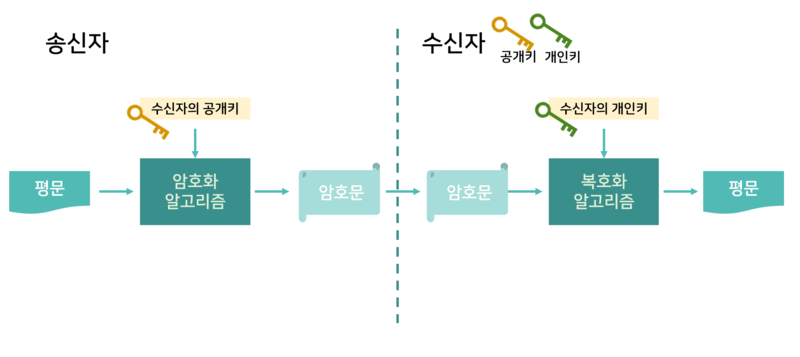 송신자
수신자
공개키 개인키
수신자의 공개키
수신자의 개인키
평문
암호화
알고리즘
암호문
암호문
복호화
알고리즘
평문